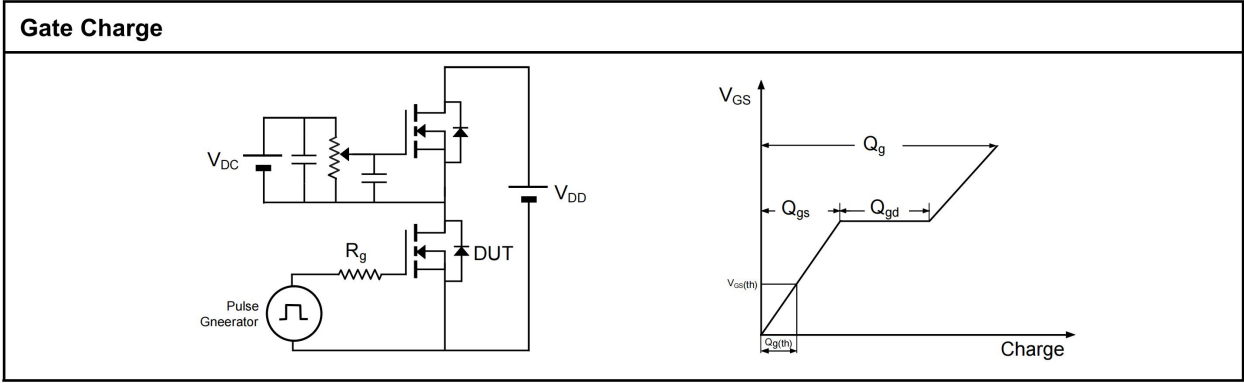 Gate Charge
VDC
VDD
Rg
DUT
Pulse
Gneerator
VGS
Qg
Qgs
Qgd
VGS(th)
Qg(th)
Charge